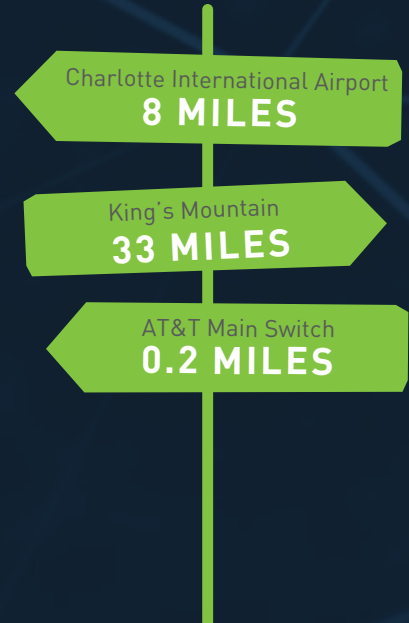 Charlotte International Airport
8 MILES
King's Mountain
33 MILES
AT&T Main Switch
0.2 MILES